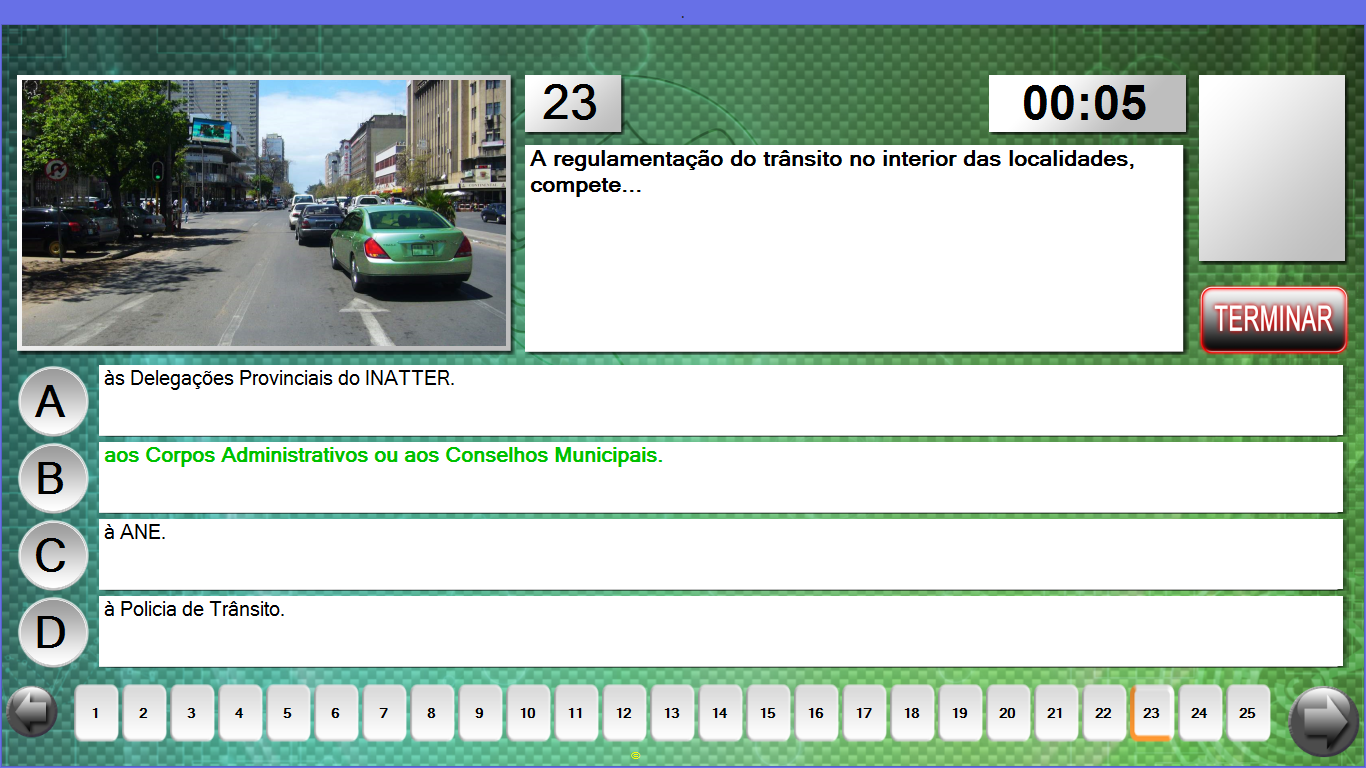 23
00:05
A regulamentação do trânsito no interior das localidades,
compete...
TERMINAR
A
às Delegações Provinciais do INATTER.
B
aos Corpos Administrativos ou aos Conselhos Municipais.
C
à ANE.
D
à Policia de Trânsito.
1 2 3 4 5 6 7 8 9 10 11 12 13 14 15 16 17 18 19 20 21 22 23 24 25
©